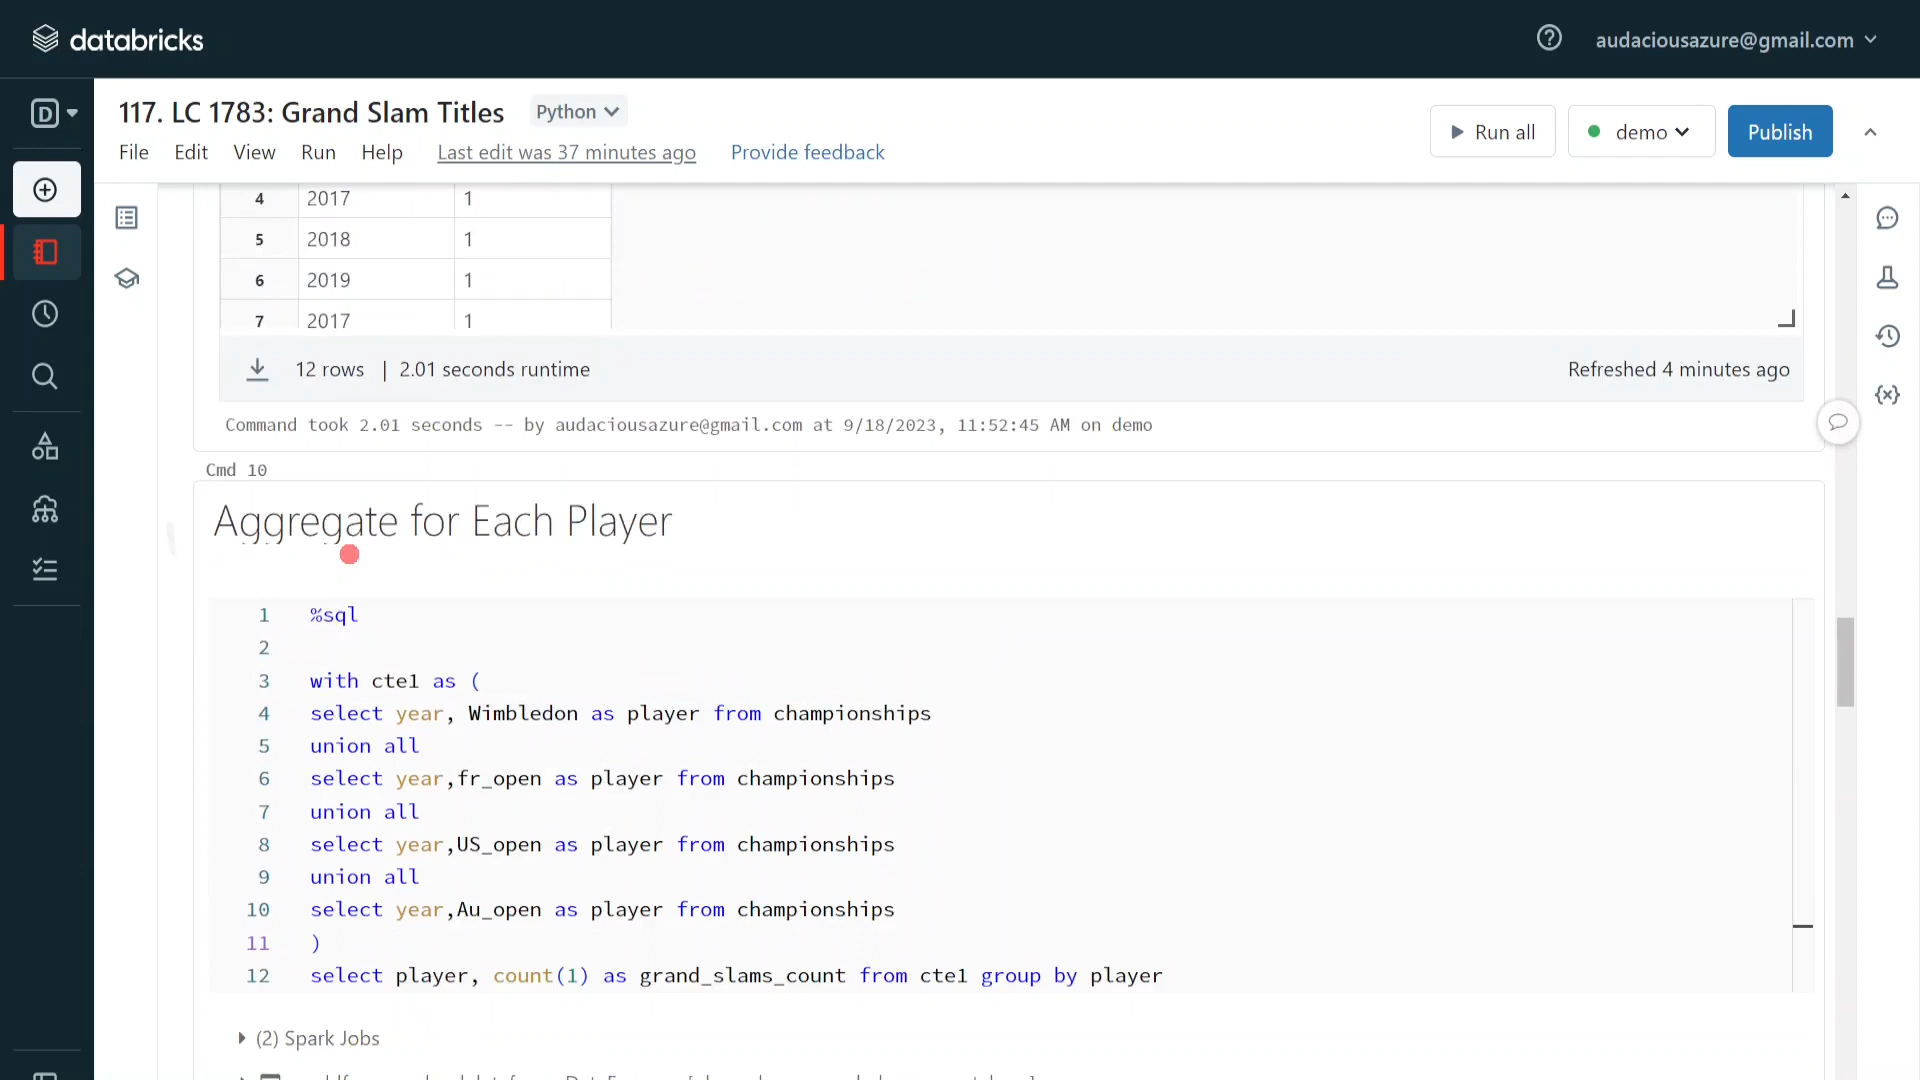 databricks
audaciousazure@gmail.com
D
117. LC 1783: Grand Slam Titles
Python
File Edit View Run Help Last edit was 37 minutes ago Provide feedback
Run all
demo
Publish
4 2017 1
5 2018 1
6 2019 1
7 2017 1
12 rows | 2.01 seconds runtime
Refreshed 4 minutes ago
Command took 2.01 seconds -- by audaciousazure@gmail.com at 9/18/2023, 11:52:45 AM on demo
Cmd 10
Aggregate for Each Player
1 %sql
2
3 with cte1 as (
4 select year, Wimbledon as player from championships
5 union all
6 select year,fr_open as player from championships
7 union all
8 select year,US_open as player from championships
9 union all
10 select year,Au_open as player from championships
11 )
12 select player, count(1) as grand_slams_count from cte1 group by player
(2) Spark Jobs